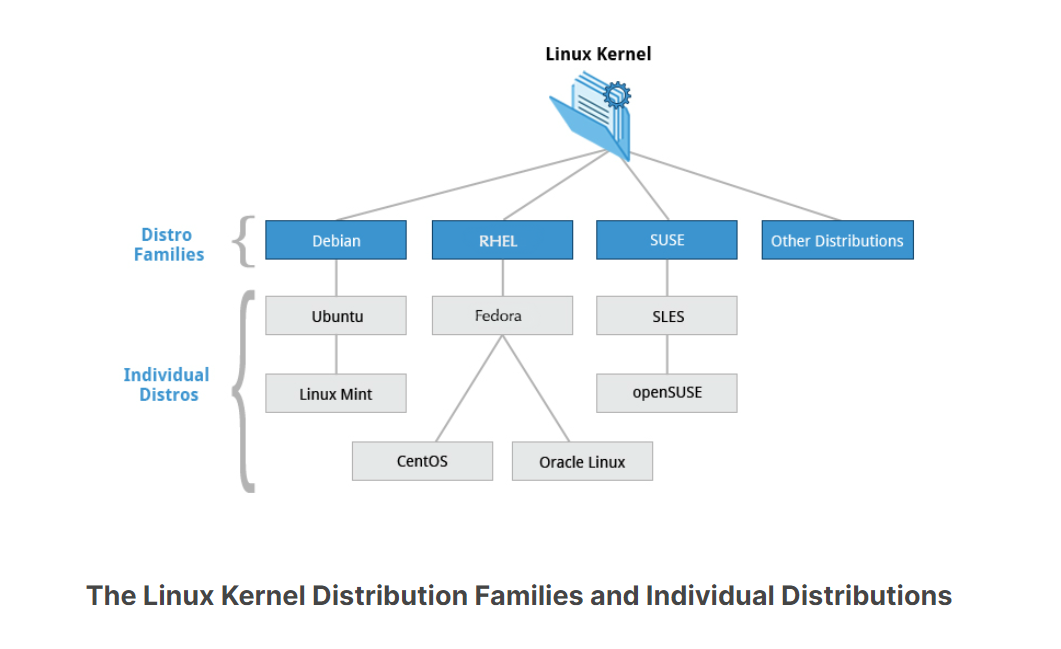 Linux Kernel
Distro
Families
Debian
RHEL
SUSE
Other Distributions
Individual
Distros
Ubuntu
Fedora
SLES
Linux Mint
openSUSE
CentOS
Oracle Linux
The Linux Kernel Distribution Families and Individual Distributions